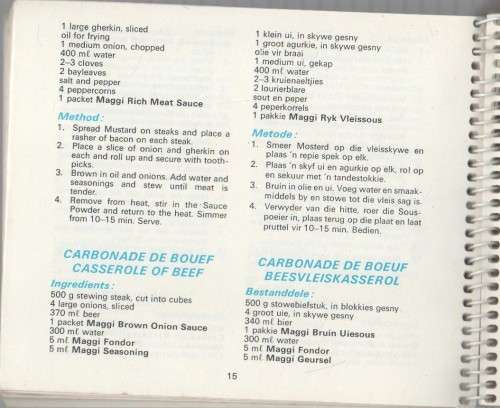 1 large gherkin, sliced
oil for frying
1 medium onion, chopped
400 mℓ water
2–3 cloves
2 bayleaves
salt and pepper
4 peppercorns
1 packet Maggi Rich Meat Sauce
Method:
1. Spread Mustard on steaks and place a
rasher of bacon on each steak.
2. Place a slice of onion and gherkin on
each and roll up and secure with tooth-
picks.
3. Brown in oil and onions. Add water and
seasonings and stew until meat is
tender.
4. Remove from heat, stir in the Sauce
Powder and return to the heat. Simmer
from 10–15 min. Serve.
CARBONADE DE BOUEF
CASSEROLE OF BEEF
Ingredients:
500 g stewing steak, cut into cubes
4 large onions, sliced
370 mℓ beer
1 packet Maggi Brown Onion Sauce
300 mℓ water
5 mℓ Maggi Fondor
5 mℓ Maggi Seasoning
1 klein ui, in skywe gesny
1 groot agurkie, in skywe gesny
olie vir braai
1 medium ui, gekap
400 mℓ water
2–3 kruienaeltjies
2 lourierblare
sout en peper
4 peperkorrels
1 pakkie Maggi Ryk Vleissous
Metode:
1. Smeer Mosterd op die vleisskywe en
plaas 'n repie spek op elk.
2. Plaas 'n skyf ui en agurkie op elk, rol op
en sekuur met 'n tandestokkie.
3. Bruin in olie en ui. Voeg water en smaak-
middels by en stowe tot die vleis sag is.
4. Verwyder van die hitte, roer die Sous-
poeier in, plaas terug op die plaat en laat
pruttel vir 10–15 min. Bedien.
CARBONADE DE BOEUF
BEESVLEISKASSEROL
Bestanddele:
500 g stowebiefstuk, in blokkies gesny
4 groot uie, in skywe gesny
340 mℓ bier
1 pakkie Maggi Bruin Uiesous
300 mℓ water
5 mℓ Maggi Fondor
5 mℓ Maggi Geursel
15